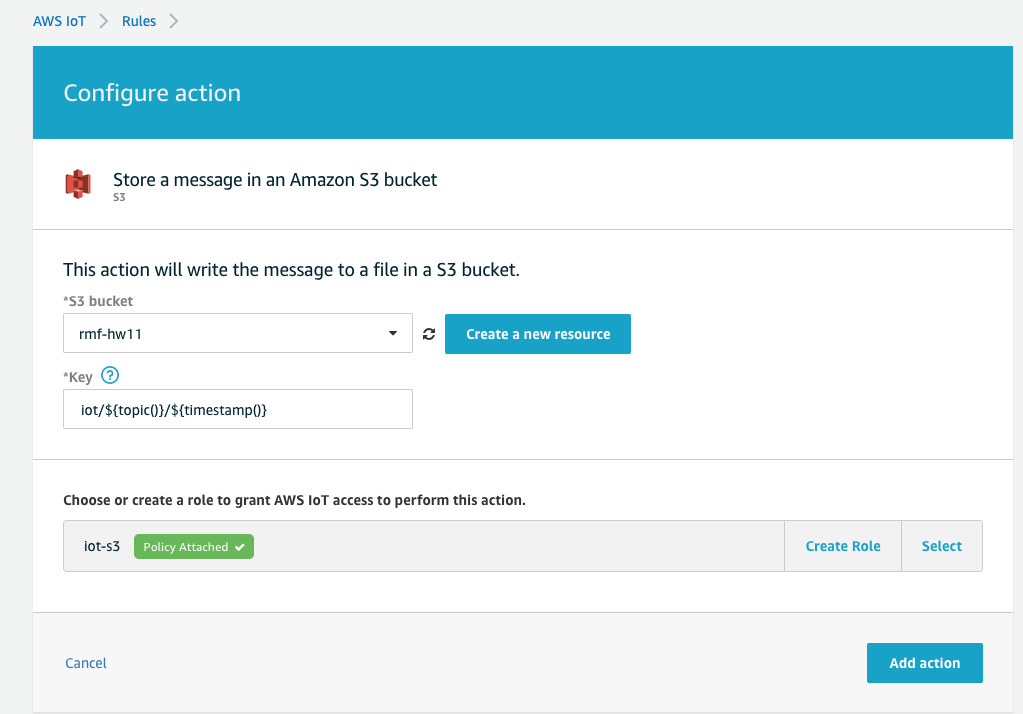 AWS IoT
Rules
Configure action
Store a message in an Amazon S3 bucket
S3
This action will write the message to a file in a S3 bucket.
*S3 bucket
rmf-hw11
Create a new resource
*Key ?
iot/${topic()}/${timestamp()}
Choose or create a role to grant AWS IoT access to perform this action.
iot-s3 Policy Attached
Create Role
Select
Cancel
Add action